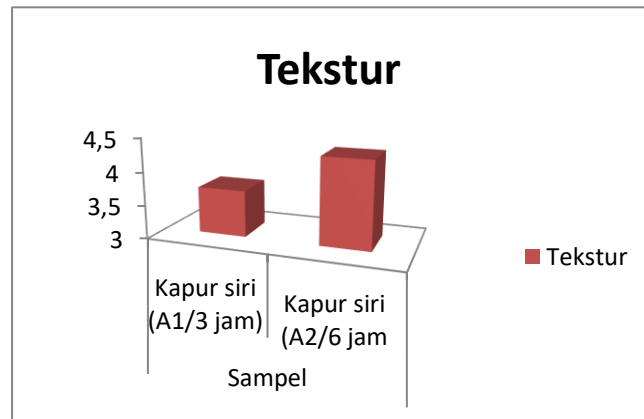 Tekstur
4,5
4
3,5
3
Kapur siri
(A1/3 jam)
Kapur siri
(A2/6 jam
Sampel
Tekstur